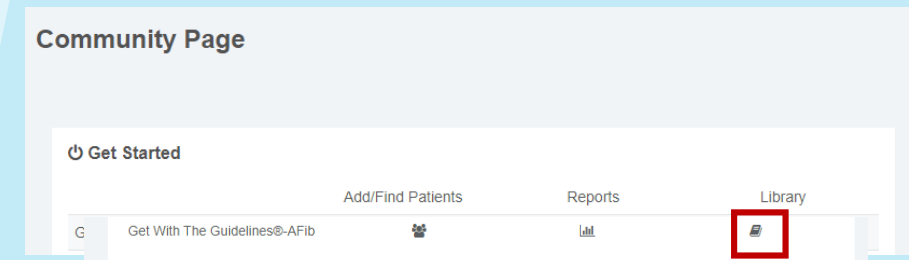 Community Page
Get Started
Add/Find Patients Reports Library
G Get With The Guidelines®-AFib